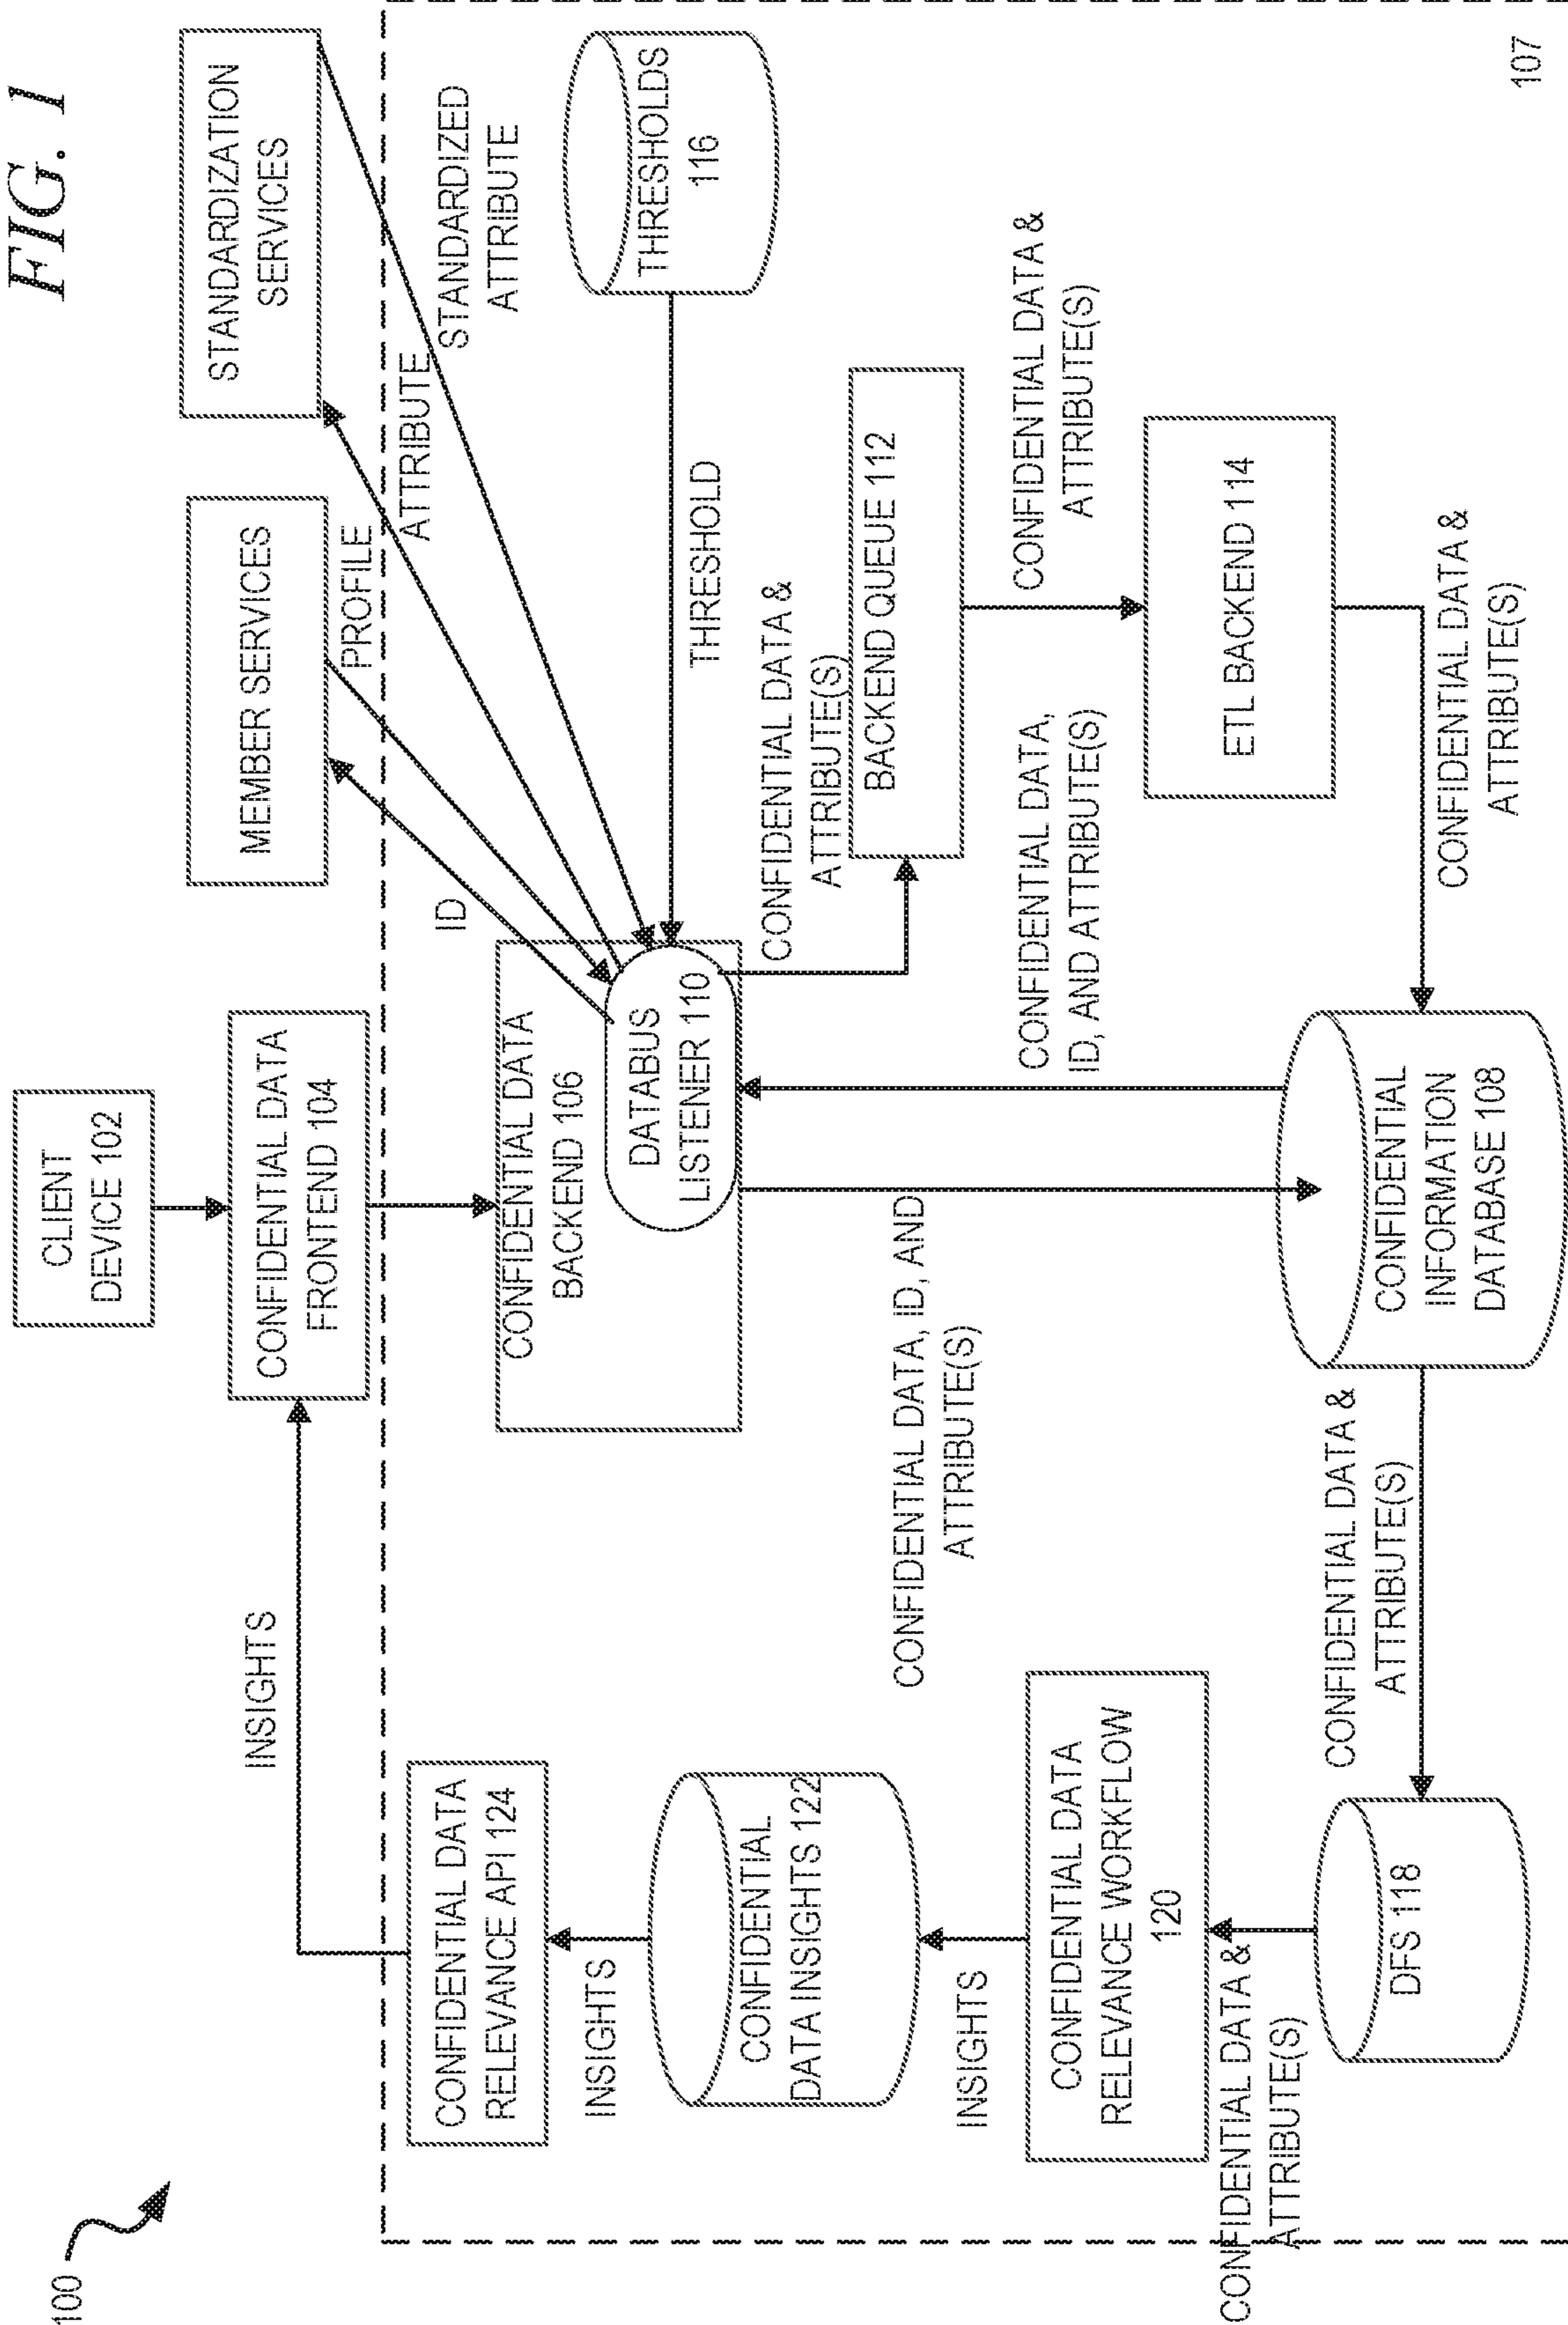 FIG. 1
100
CLIENT
DEVICE 102
INSIGHTS
CONFIDENTIAL DATA
FRONTEND 104
MEMBER SERVICES
STANDARDIZATION
SERVICES
ID
PROFILE
ATTRIBUTE
STANDARDIZED
ATTRIBUTE
CONFIDENTIAL DATA
RELEVANCE API 124
CONFIDENTIAL DATA
BACKEND 106
DATABUS
LISTENER 110
THRESHOLD
THRESHOLDS
116
INSIGHTS
CONFIDENTIAL
DATA INSIGHTS 122
CONFIDENTIAL DATA &
ATTRIBUTE(S)
BACKEND QUEUE 112
CONFIDENTIAL DATA, ID, AND
ATTRIBUTE(S)
INSIGHTS
CONFIDENTIAL DATA,
ID, AND ATTRIBUTE(S)
CONFIDENTIAL DATA &
ATTRIBUTE(S)
CONFIDENTIAL DATA
RELEVANCE WORKFLOW
120
ETL BACKEND 114
CONFIDENTIAL DATA &
ATTRIBUTE(S)
CONFIDENTIAL DATA &
ATTRIBUTE(S)
CONFIDENTIAL DATA &
ATTRIBUTE(S)
DFS 118
CONFIDENTIAL
INFORMATION
DATABASE 108
107